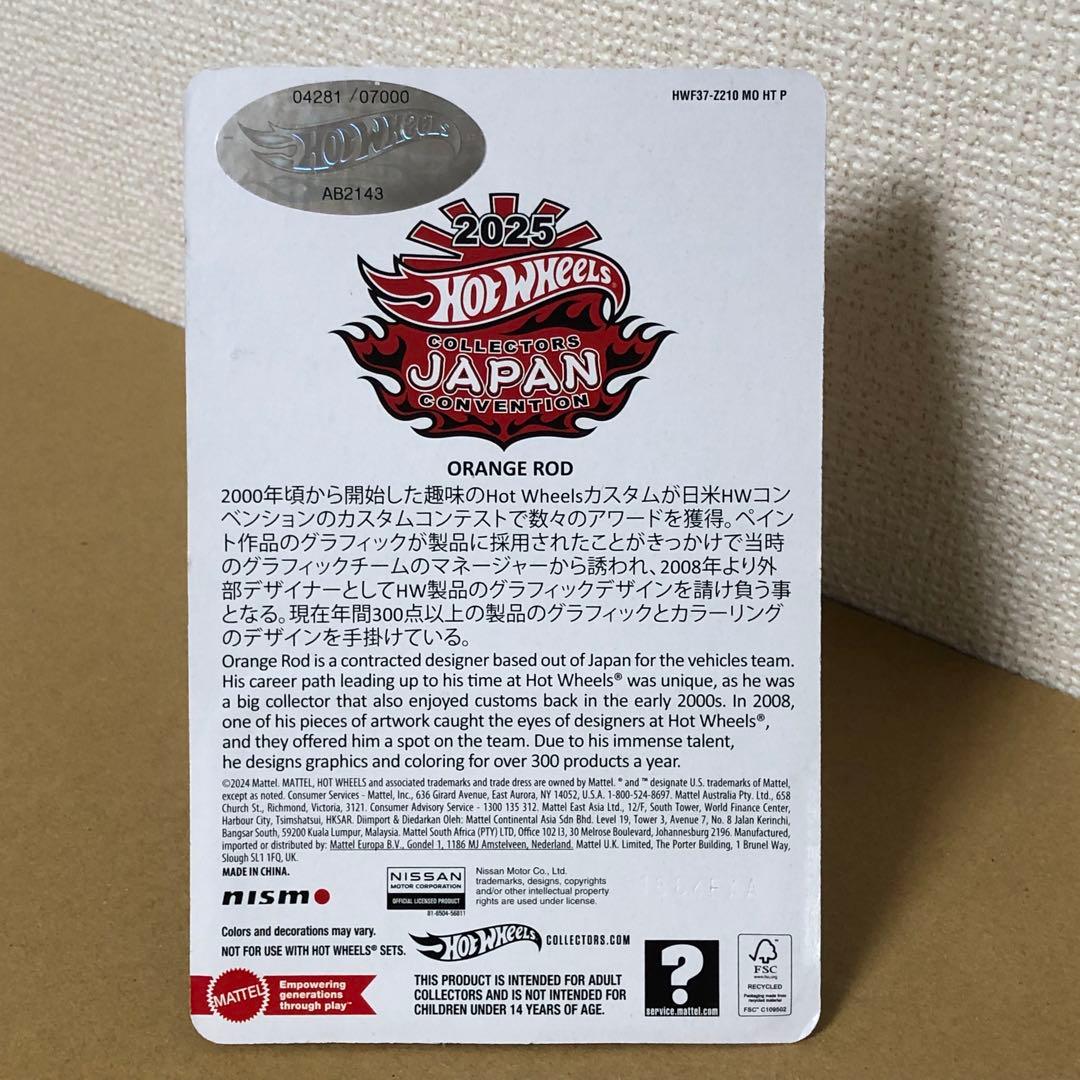 04281 /07000
Hot Wheels
AB2143
HWF37-Z210 MO HT P
2025
Hot Wheels®
COLLECTORS
JAPAN
CONVENTION
ORANGE ROD
2000年頃から開始した趣味のHot Wheelsカスタムが日米HWコン
ベンションのカスタムコンテストで数々のアワードを獲得。ペイン
ト作品のグラフィックが製品に採用されたことがきっかけで当時
のグラフィックチームのマネージャーから誘われ、2008年より外
部デザイナーとしてHW製品のグラフィックデザインを請け負う事
となる。現在年間300点以上の製品のグラフィックとカラーリング
のデザインを手掛けている。
Orange Rod is a contracted designer based out of Japan for the vehicles team.
His career path leading up to his time at Hot Wheels® was unique, as he was
a big collector that also enjoyed customs back in the early 2000s. In 2008,
one of his pieces of artwork caught the eyes of designers at Hot Wheels®,
and they offered him a spot on the team. Due to his immense talent,
he designs graphics and coloring for over 300 products a year.
©2024 Mattel. MATTEL, HOT WHEELS and associated trademarks and trade dress are owned by Mattel. ® and ™ designate U.S. trademarks of Mattel,
except as noted. Consumer Services - Mattel, Inc., 636 Girard Avenue, East Aurora, NY 14052, U.S.A. 1-800-524-8697. Mattel Australia Pty. Ltd., 658
Church St., Richmond, Victoria, 3121. Consumer Advisory Service - 1300 135 312. Mattel East Asia Ltd., 12/F, South Tower, World Finance Center,
Harbour City, Tsimshatsui, HKSAR. Diimport & Diedarkan Oleh: Mattel Continental Asia Sdn Bhd. Level 19, Tower 3, Avenue 7, No. 8 Jalan Kerinchi,
Bangsar South, 59200 Kuala Lumpur, Malaysia. Mattel South Africa (PTY) LTD, Office 102 I3, 30 Melrose Boulevard, Johannesburg 2196. Manufactured,
imported or distributed by: Mattel Europa B.V., Gondel 1, 1186 MJ Amstelveen, Nederland. Mattel U.K. Limited, The Porter Building, 1 Brunel Way,
Slough SL1 1FQ, UK.
MADE IN CHINA.
nismo
NISSAN
MOTOR CORPORATION
OFFICIAL LICENSED PRODUCT
81-6504-56811
Nissan Motor Co., Ltd.
trademarks, designs, copyrights
and/or other intellectual property
rights are used under license.
Colors and decorations may vary.
NOT FOR USE WITH HOT WHEELS® SETS.
Hot Wheels COLLECTORS.COM
MATTEL
Empowering
generations
through play™
THIS PRODUCT IS INTENDED FOR ADULT
COLLECTORS AND IS NOT INTENDED FOR
CHILDREN UNDER 14 YEARS OF AGE.
?
service.mattel.com
FSC
www.fsc.org
RECYCLED
Packaging made from
recycled material
FSC™ C109502